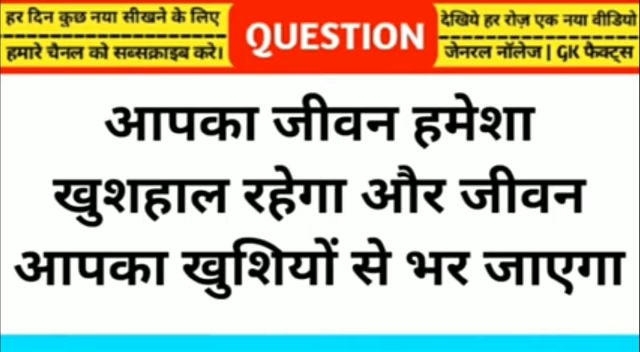 हर दिन कुछ नया सीखने के लिए
हमारे चैनल को सब्सक्राइब करे।
QUESTION
देखिये हर रोज़ एक नया वीडियो
जेनरल नॉलेज | GK फैक्ट्स
आपका जीवन हमेशा
खुशहाल रहेगा और जीवन
आपका खुशियों से भर जाएगा